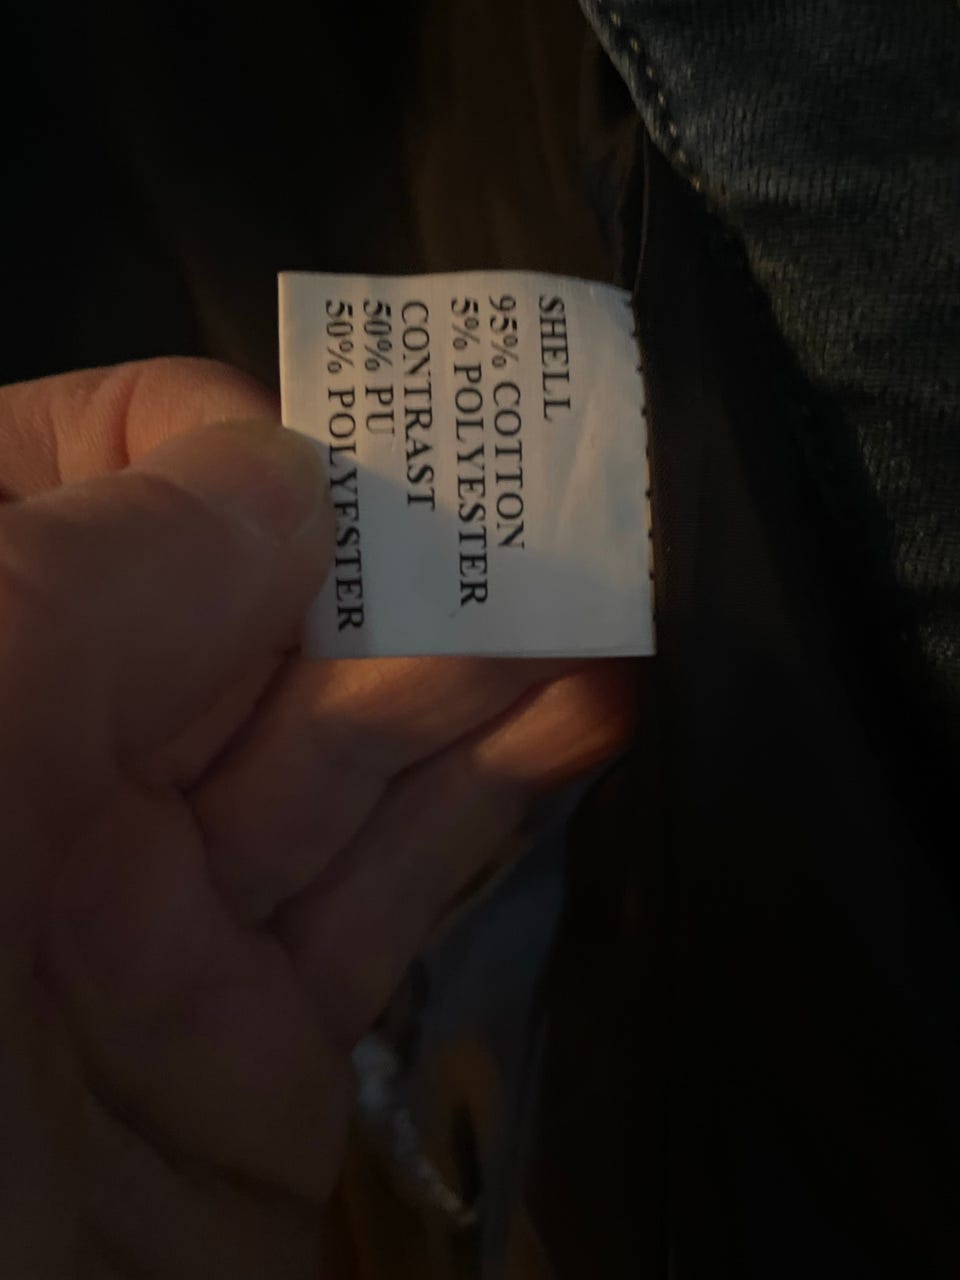 SHELL
95% COTTON
5% POLYESTER
CONTRAST
50% PU
50% POLYESTER